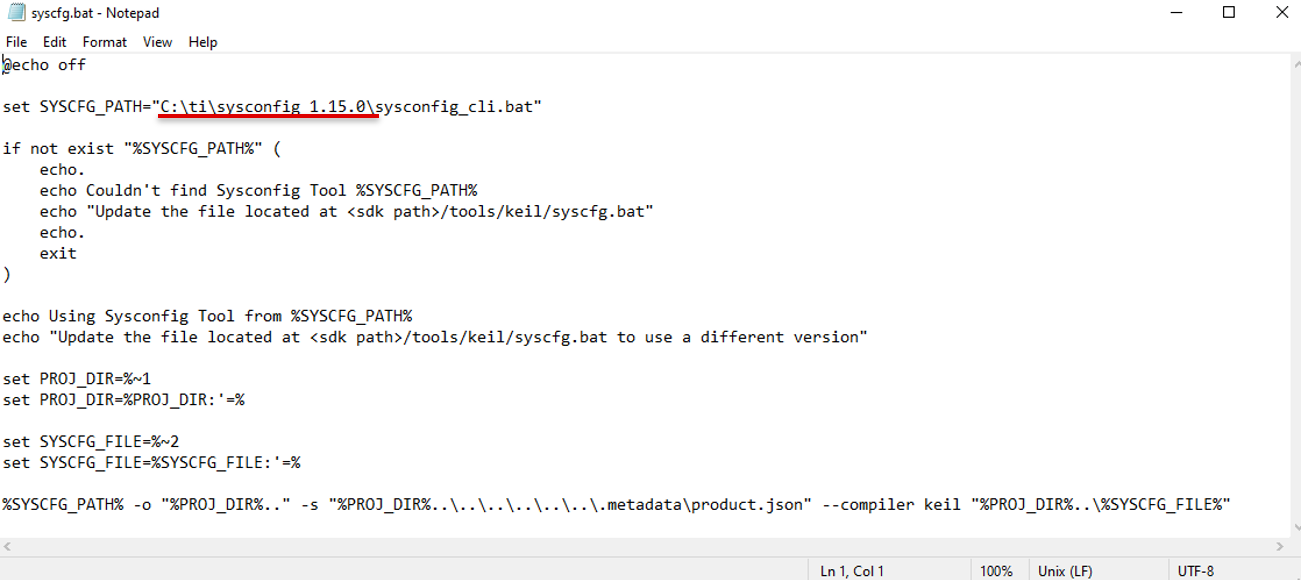 syscfg.bat - Notepad
File Edit Format View Help
@echo off
set SYSCFG_PATH="C:\ti\sysconfig_1.15.0\sysconfig_cli.bat"
if not exist "%SYSCFG_PATH%" (
    echo.
    echo Couldn't find Sysconfig Tool %SYSCFG_PATH%
    echo "Update the file located at <sdk path>/tools/keil/syscfg.bat"
    echo.
    exit
)
echo Using Sysconfig Tool from %SYSCFG_PATH%
echo "Update the file located at <sdk path>/tools/keil/syscfg.bat to use a different version"
set PROJ_DIR=%~1
set PROJ_DIR=%PROJ_DIR:'=%
set SYSCFG_FILE=%~2
set SYSCFG_FILE=%SYSCFG_FILE:'=%
%SYSCFG_PATH% -o "%PROJ_DIR%.." -s "%PROJ_DIR%..\..\..\..\..\..\.metadata\product.json" --compiler keil "%PROJ_DIR%..\%SYSCFG_FILE%"
Ln 1, Col 1 100% Unix (LF) UTF-8